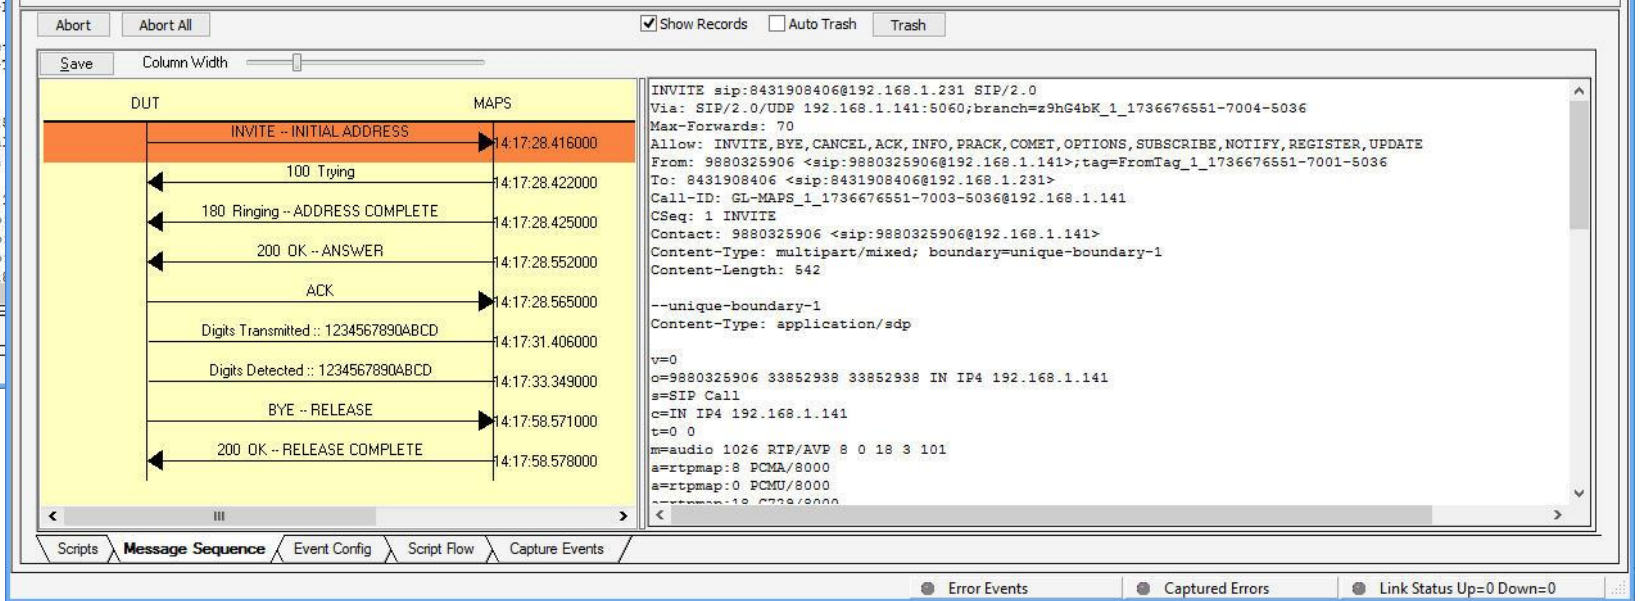 Abort Abort All Show Records Auto Trash Trash
Save Column Width
DUT MAPS
INVITE -- INITIAL ADDRESS
14:17:28.416000
100 Trying
14:17:28.422000
180 Ringing -- ADDRESS COMPLETE
14:17:28.425000
200 OK -- ANSWER
14:17:28.552000
ACK
14:17:28.565000
Digits Transmitted :: 1234567890ABCD
14:17:31.406000
Digits Detected :: 1234567890ABCD
14:17:33.349000
BYE -- RELEASE
14:17:58.571000
200 OK -- RELEASE COMPLETE
14:17:58.578000
INVITE sip:8431908406@192.168.1.231 SIP/2.0
Via: SIP/2.0/UDP 192.168.1.141:5060;branch=z9hG4bK_1_1736676551-7004-5036
Max-Forwards: 70
Allow: INVITE,BYE,CANCEL,ACK,INFO,PRACK,COMET,OPTIONS,SUBSCRIBE,NOTIFY,REGISTER,UPDATE
From: 9880325906 <sip:9880325906@192.168.1.141>;tag=FromTag_1_1736676551-7001-5036
To: 8431908406 <sip:8431908406@192.168.1.231>
Call-ID: GL-MAPS_1_1736676551-7003-5036@192.168.1.141
CSeq: 1 INVITE
Contact: 9880325906 <sip:9880325906@192.168.1.141>
Content-Type: multipart/mixed; boundary=unique-boundary-1
Content-Length: 542
--unique-boundary-1
Content-Type: application/sdp
v=0
o=9880325906 33852938 33852938 IN IP4 192.168.1.141
s=SIP Call
c=IN IP4 192.168.1.141
t=0 0
m=audio 1026 RTP/AVP 8 0 18 3 101
a=rtpmap:8 PCMA/8000
a=rtpmap:0 PCMU/8000
a=rtpmap:18 G729/8000
Scripts Message Sequence Event Config Script Flow Capture Events
Error Events Captured Errors Link Status Up=0 Down=0